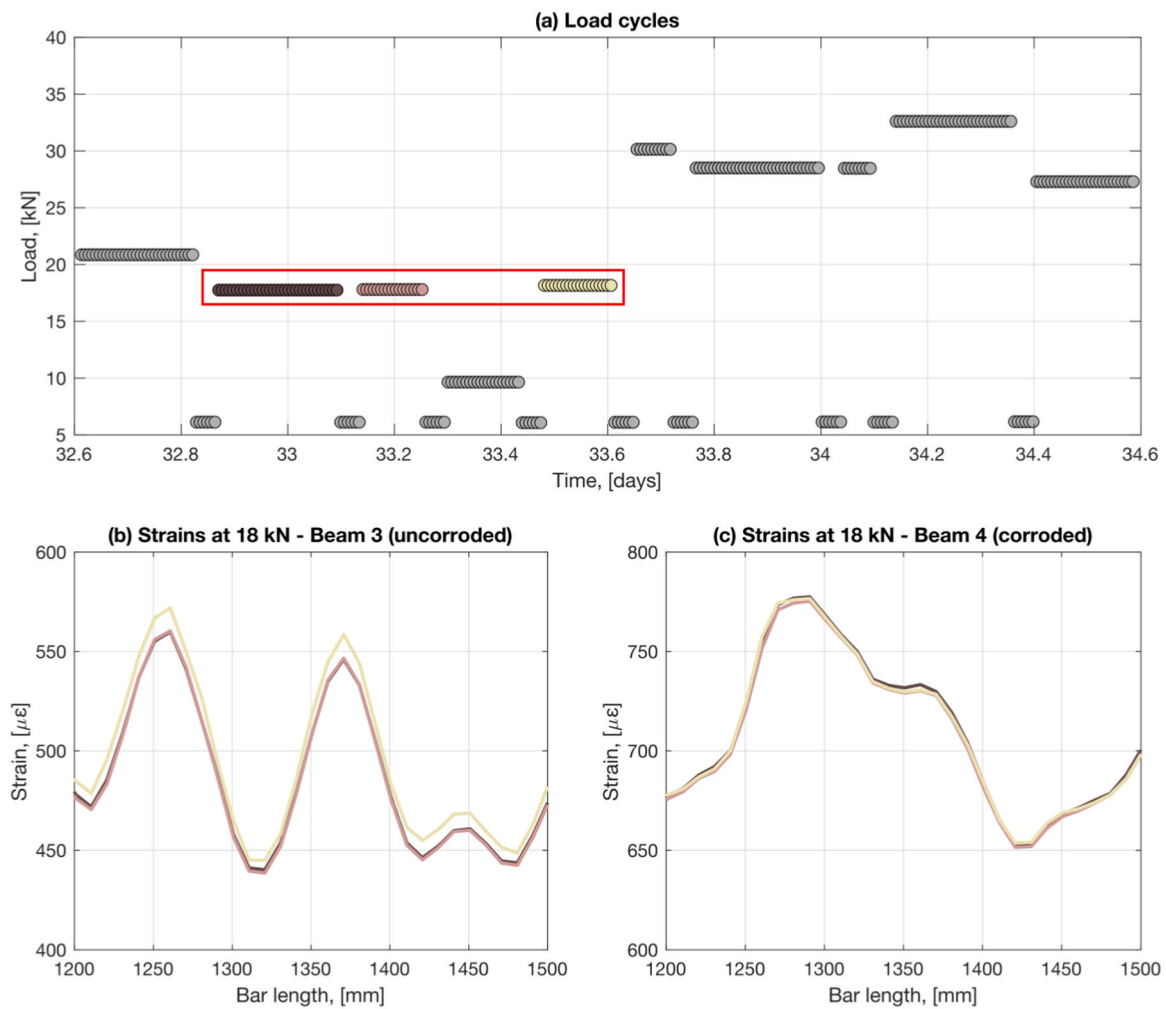 (a) Load cycles
40
35
30
25
20
15
10
5
Load, [kN]
32.6 32.8 33 33.2 33.4 33.6 33.8 34 34.2 34.4 34.6
Time, [days]
(b) Strains at 18 kN - Beam 3 (uncorroded)
600
550
500
450
400
Strain, [με]
1200 1250 1300 1350 1400 1450 1500
Bar length, [mm]
(c) Strains at 18 kN - Beam 4 (corroded)
800
750
700
650
600
Strain, [με]
1200 1250 1300 1350 1400 1450 1500
Bar length, [mm]